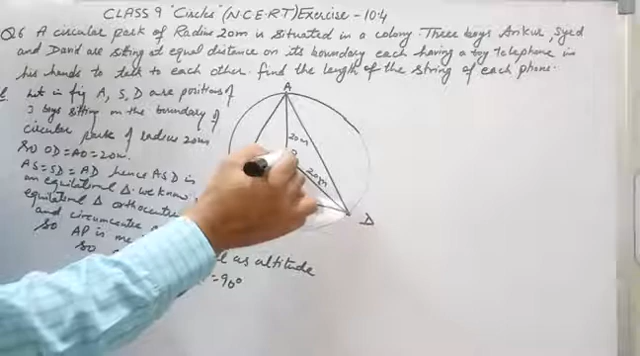 CLASS 9 "Circles" (N.C.E.R.T) Exercise - 10.4
Q6 A circular park of Radius 20m is situated in a colony. Three boys Ankur, Syed
and David are sitting at equal distance on its boundary each having a toy telephone in
his hands to talk to each other. find the length of the string of each phone.
Let in fig A, S, D are positions of
3 boys sitting on the boundary of
circular park of radius 20m
So OD = AO = 20m.
AS = SD = AD hence ASD is
an equilateral Δ. we know
equilateral Δ orthocentre
and circumcentre
So AP is me
So
as altitude
= 90°
A
20m
20m
D